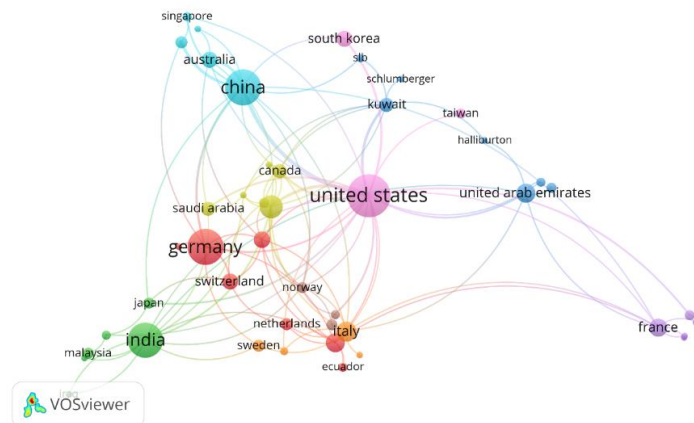 singapore
south korea
australia
slb
schlumberger
china
kuwait
taiwan
halliburton
canada
united states
united arab emirates
saudi arabia
germany
switzerland
norway
japan
netherlands
italy
france
india
sweden
malaysia
ecuador
iraq
VOSviewer